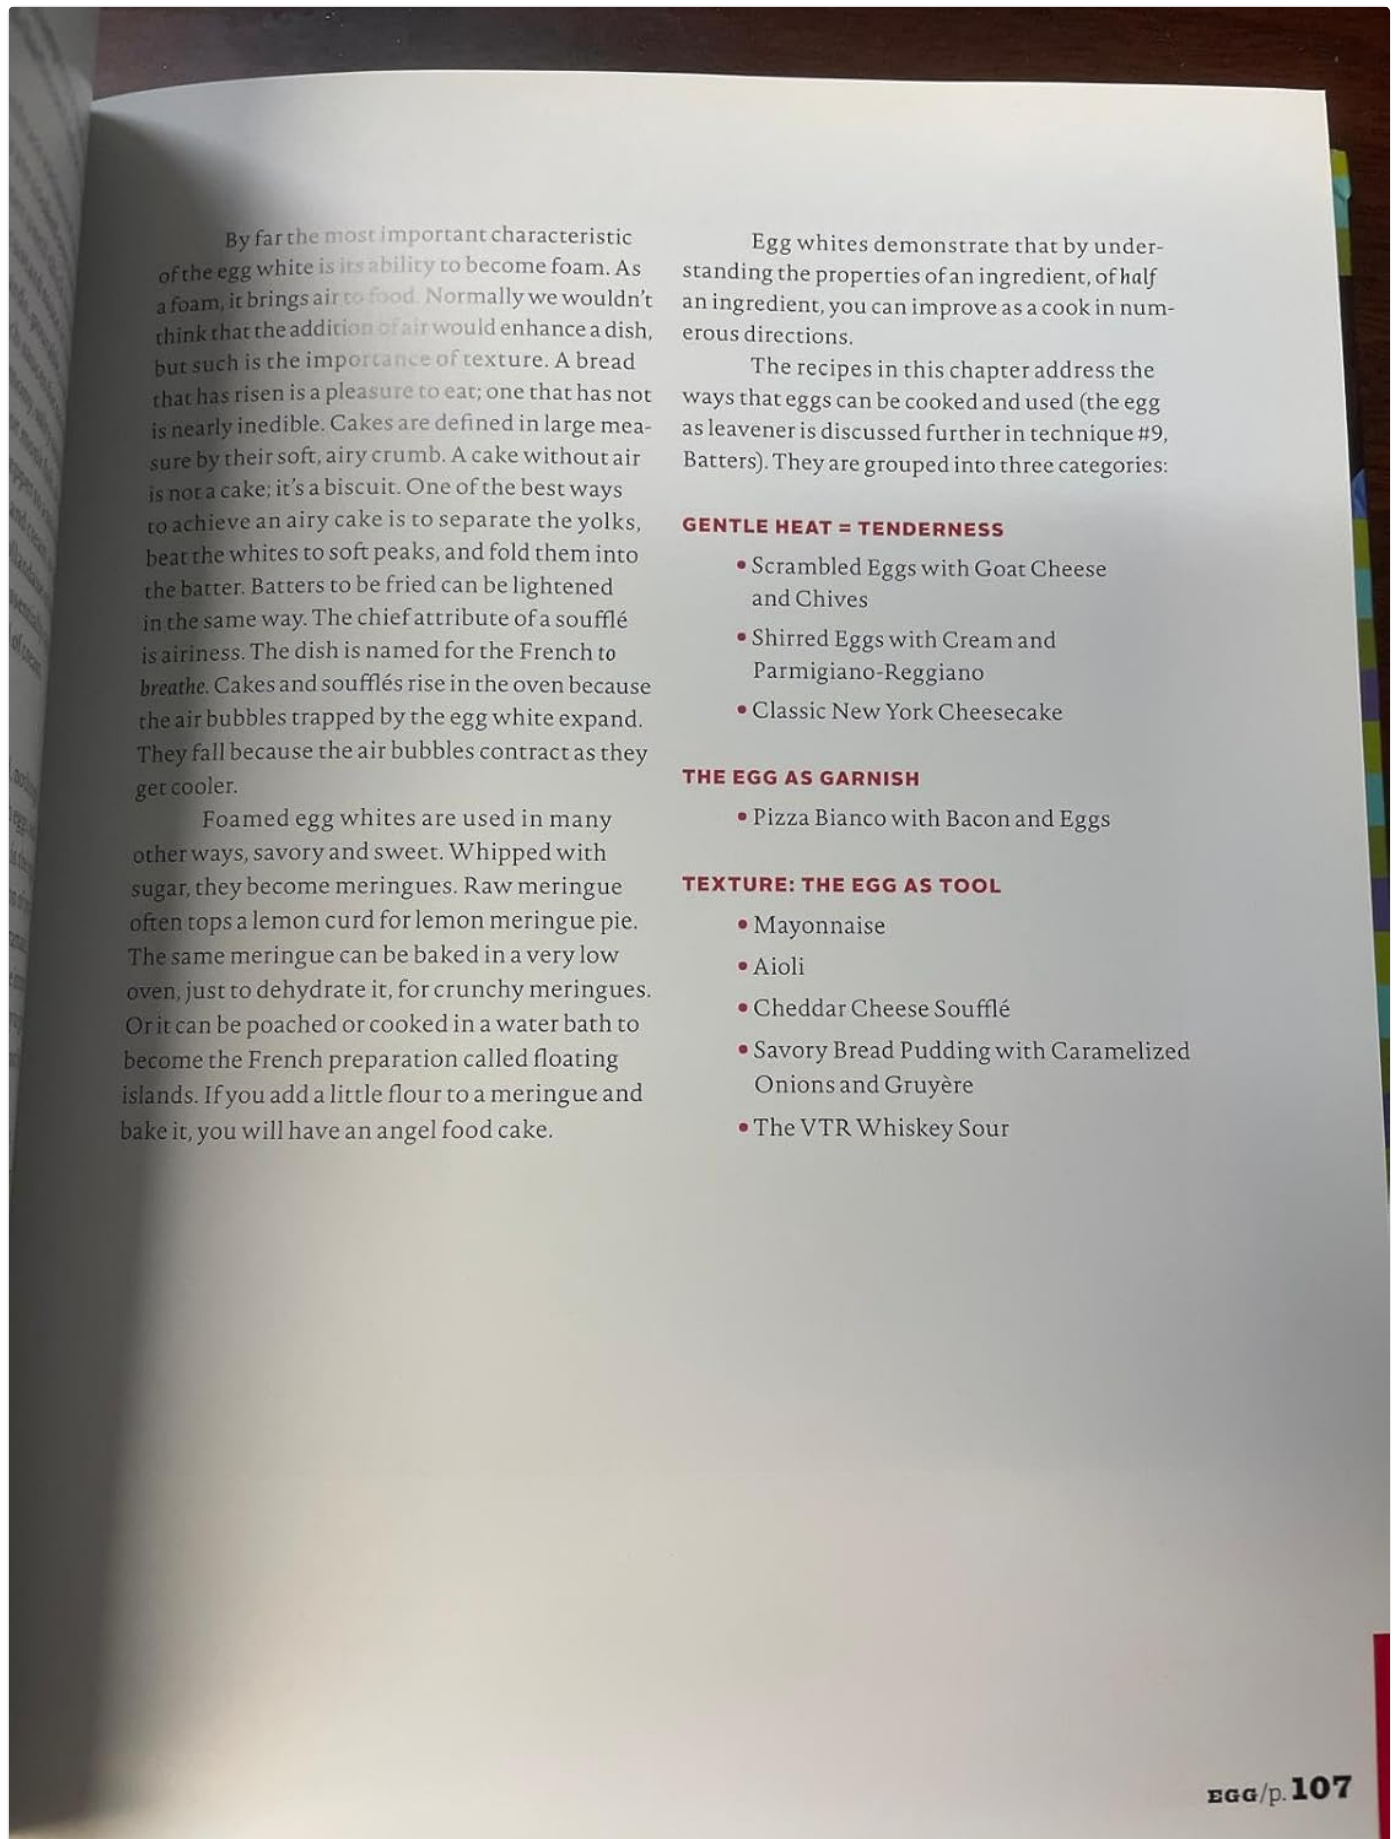 By far the most important characteristic
of the egg white is its ability to become foam. As
a foam, it brings air to food. Normally we wouldn't
think that the addition of air would enhance a dish,
but such is the importance of texture. A bread
that has risen is a pleasure to eat; one that has not
is nearly inedible. Cakes are defined in large mea-
sure by their soft, airy crumb. A cake without air
is not a cake; it's a biscuit. One of the best ways
to achieve an airy cake is to separate the yolks,
beat the whites to soft peaks, and fold them into
the batter. Batters to be fried can be lightened
in the same way. The chief attribute of a soufflé
is airiness. The dish is named for the French to
breathe. Cakes and soufflés rise in the oven because
the air bubbles trapped by the egg white expand.
They fall because the air bubbles contract as they
get cooler.
Foamed egg whites are used in many
other ways, savory and sweet. Whipped with
sugar, they become meringues. Raw meringue
often tops a lemon curd for lemon meringue pie.
The same meringue can be baked in a very low
oven, just to dehydrate it, for crunchy meringues.
Or it can be poached or cooked in a water bath to
become the French preparation called floating
islands. If you add a little flour to a meringue and
bake it, you will have an angel food cake.
Egg whites demonstrate that by under-
standing the properties of an ingredient, of half
an ingredient, you can improve as a cook in num-
erous directions.
The recipes in this chapter address the
ways that eggs can be cooked and used (the egg
as leavener is discussed further in technique #9,
Batters). They are grouped into three categories:
GENTLE HEAT = TENDERNESS
• Scrambled Eggs with Goat Cheese
and Chives
• Shirred Eggs with Cream and
Parmigiano-Reggiano
• Classic New York Cheesecake
THE EGG AS GARNISH
• Pizza Bianco with Bacon and Eggs
TEXTURE: THE EGG AS TOOL
• Mayonnaise
• Aioli
• Cheddar Cheese Soufflé
• Savory Bread Pudding with Caramelized
Onions and Gruyère
• The VTR Whiskey Sour
EGG/p. 107